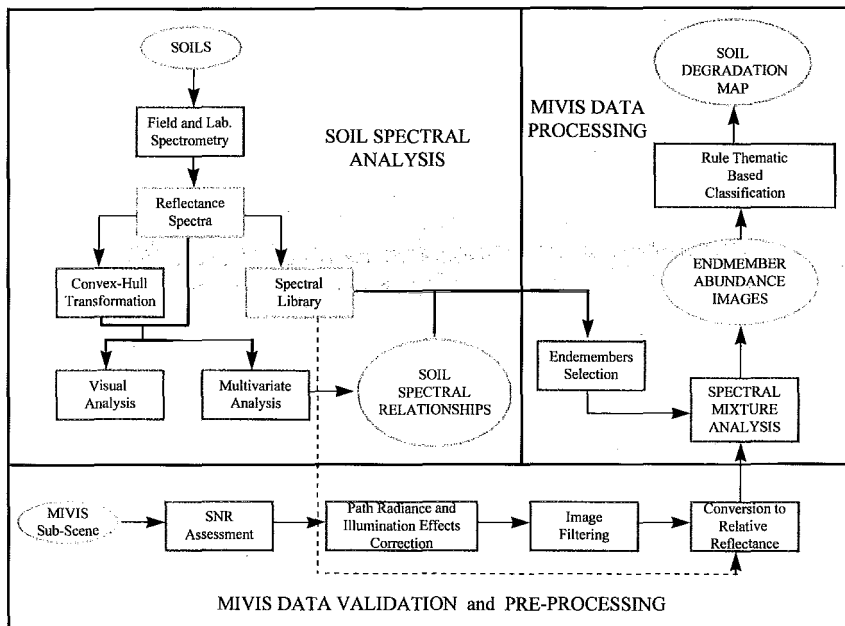 SOILS
Field and Lab.
Spectrometry
SOIL SPECTRAL
ANALYSIS
Reflectance
Spectra
Convex-Hull
Transformation
Spectral
Library
Visual
Analysis
Multivariate
Analysis
SOIL
SPECTRAL
RELATIONSHIPS
MIVIS DATA
PROCESSING
SOIL
DEGRADATION
MAP
Rule Thematic
Based
Classification
ENDMEMBER
ABUNDANCE
IMAGES
Endemembers
Selection
SPECTRAL
MIXTURE
ANALYSIS
MIVIS
Sub-Scene
SNR
Assessment
Path Radiance and
Illumination Effects
Correction
Image
Filtering
Conversion to
Relative
Reflectance
MIVIS DATA VALIDATION and PRE-PROCESSING